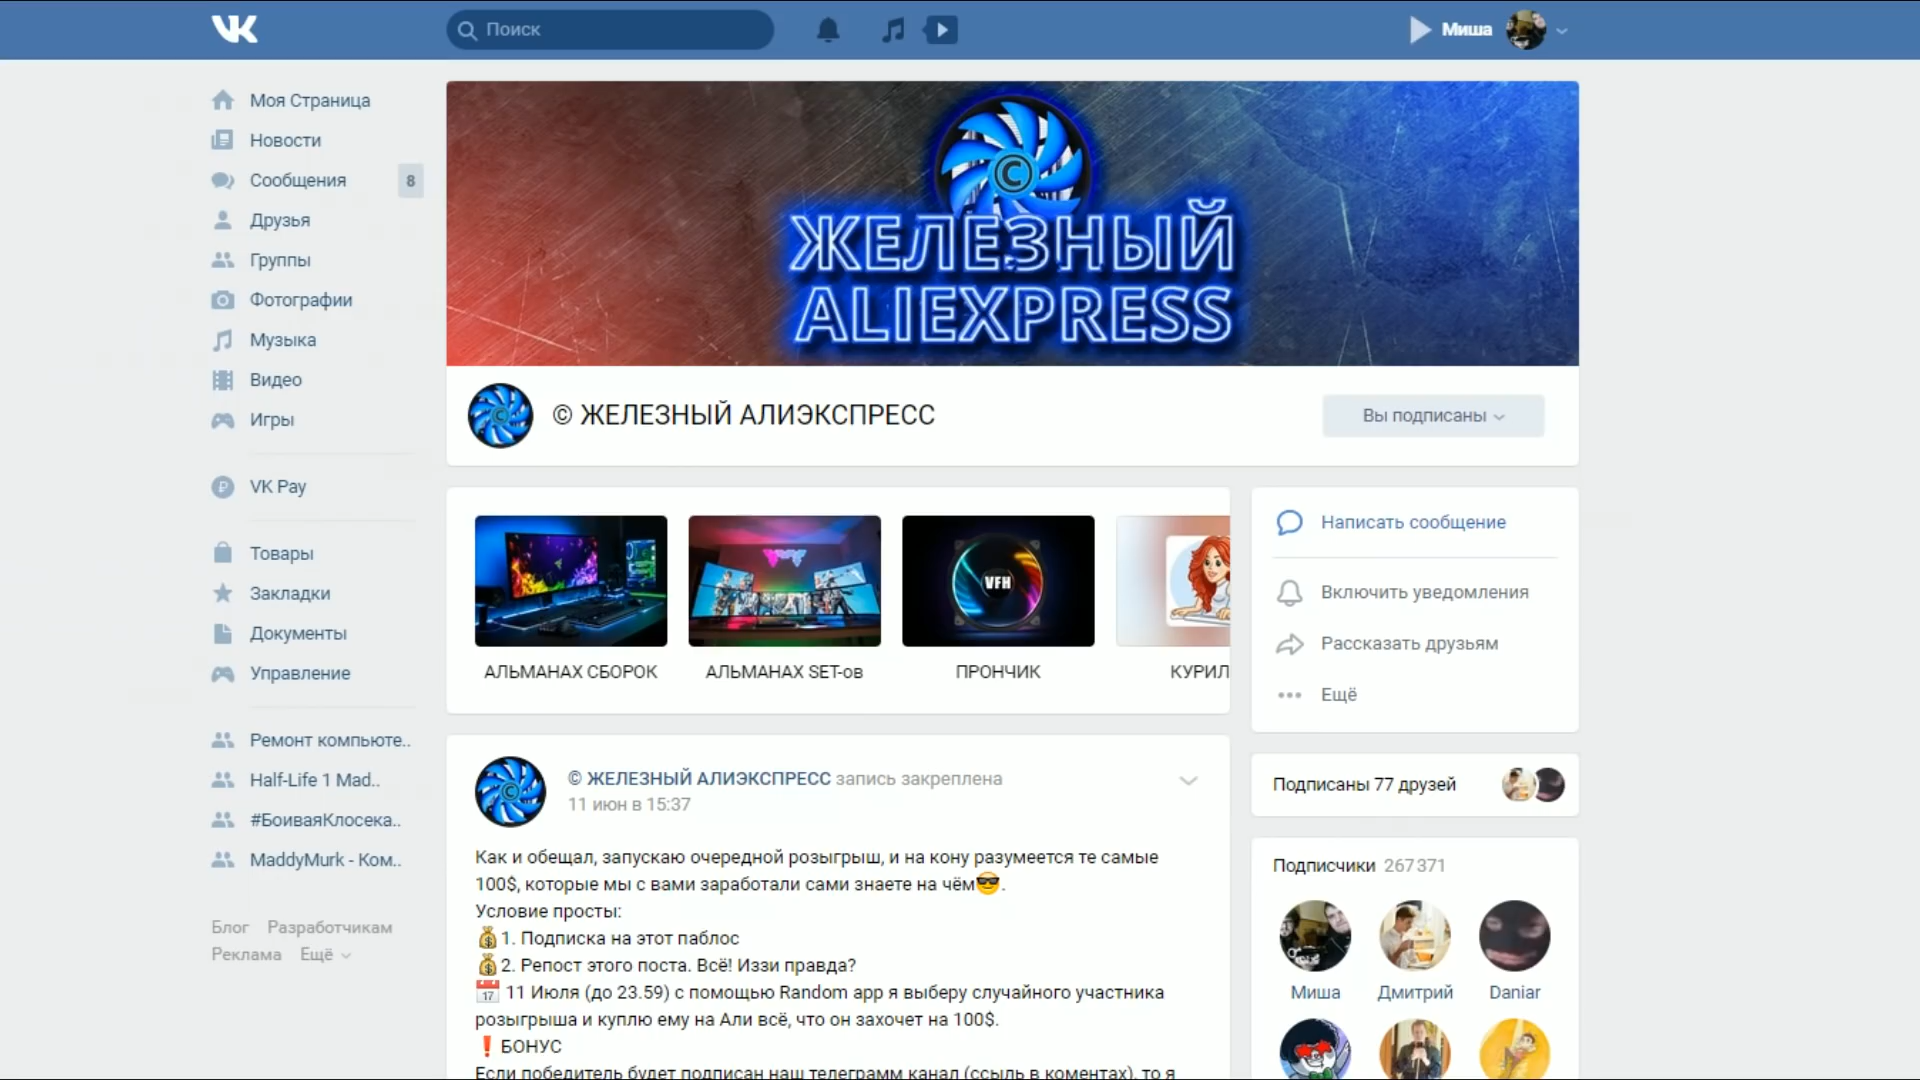 VK
Поиск
Миша
Моя Страница
Новости
Сообщения 8
Друзья
Группы
Фотографии
Музыка
Видео
Игры
VK Pay
Товары
Закладки
Документы
Управление
Ремонт компьюте..
Half-Life 1 Mad..
#БоиваяКлосека..
MaddyMurk - Ком..
Блог Разработчикам
Реклама Ещё
©
ЖЕЛЕЗНЫЙ
ALIEXPRESS
© ЖЕЛЕЗНЫЙ АЛИЭКСПРЕСС
Вы подписаны
VFH
АЛЬМАНАХ СБОРОК
АЛЬМАНАХ SET-ов
ПРОНЧИК
КУРИЛ
© ЖЕЛЕЗНЫЙ АЛИЭКСПРЕСС запись закреплена
11 июн в 15:37
Как и обещал, запускаю очередной розыгрыш, и на кону разумеется те самые
100$, которые мы с вами заработали сами знаете на чём😎.
Условие просты:
💰1. Подписка на этот паблос
💰2. Репост этого поста. Всё! Иззи правда?
📅 11 Июля (до 23.59) с помощью Random app я выберу случайного участника
розыгрыша и куплю ему на Али всё, что он захочет на 100$.
❗ БОНУС
Если победитель будет подписан наш телеграмм канал (ссыль в коментах), то я
Написать сообщение
Включить уведомления
Рассказать друзьям
Ещё
Подписаны 77 друзей
Подписчики 267 371
Миша
Дмитрий
Daniar